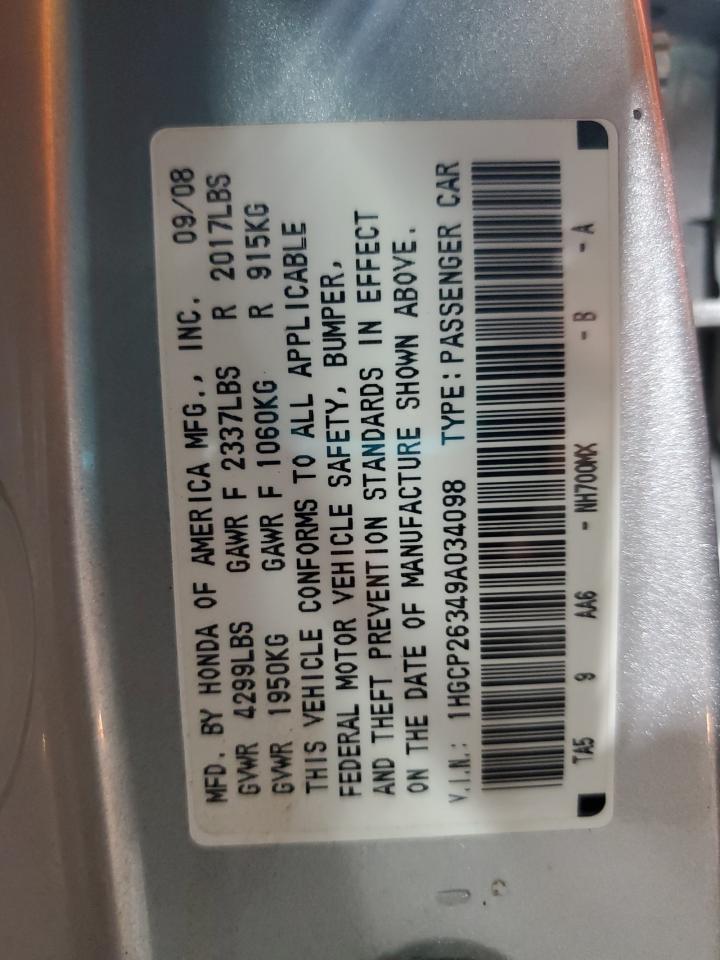 MFD. BY HONDA OF AMERICA MFG., INC. 09/08
GVWR 4299LBS GAWR F 2337LBS R 2017LBS
GVWR 1950KG GAWR F 1060KG R 915KG
THIS VEHICLE CONFORMS TO ALL APPLICABLE
FEDERAL MOTOR VEHICLE SAFETY, BUMPER,
AND THEFT PREVENTION STANDARDS IN EFFECT
ON THE DATE OF MANUFACTURE SHOWN ABOVE.
V.I.N.: 1HGCP26349A034098 TYPE:PASSENGER CAR
TA5 9 AA6 - NH700MX - B - A